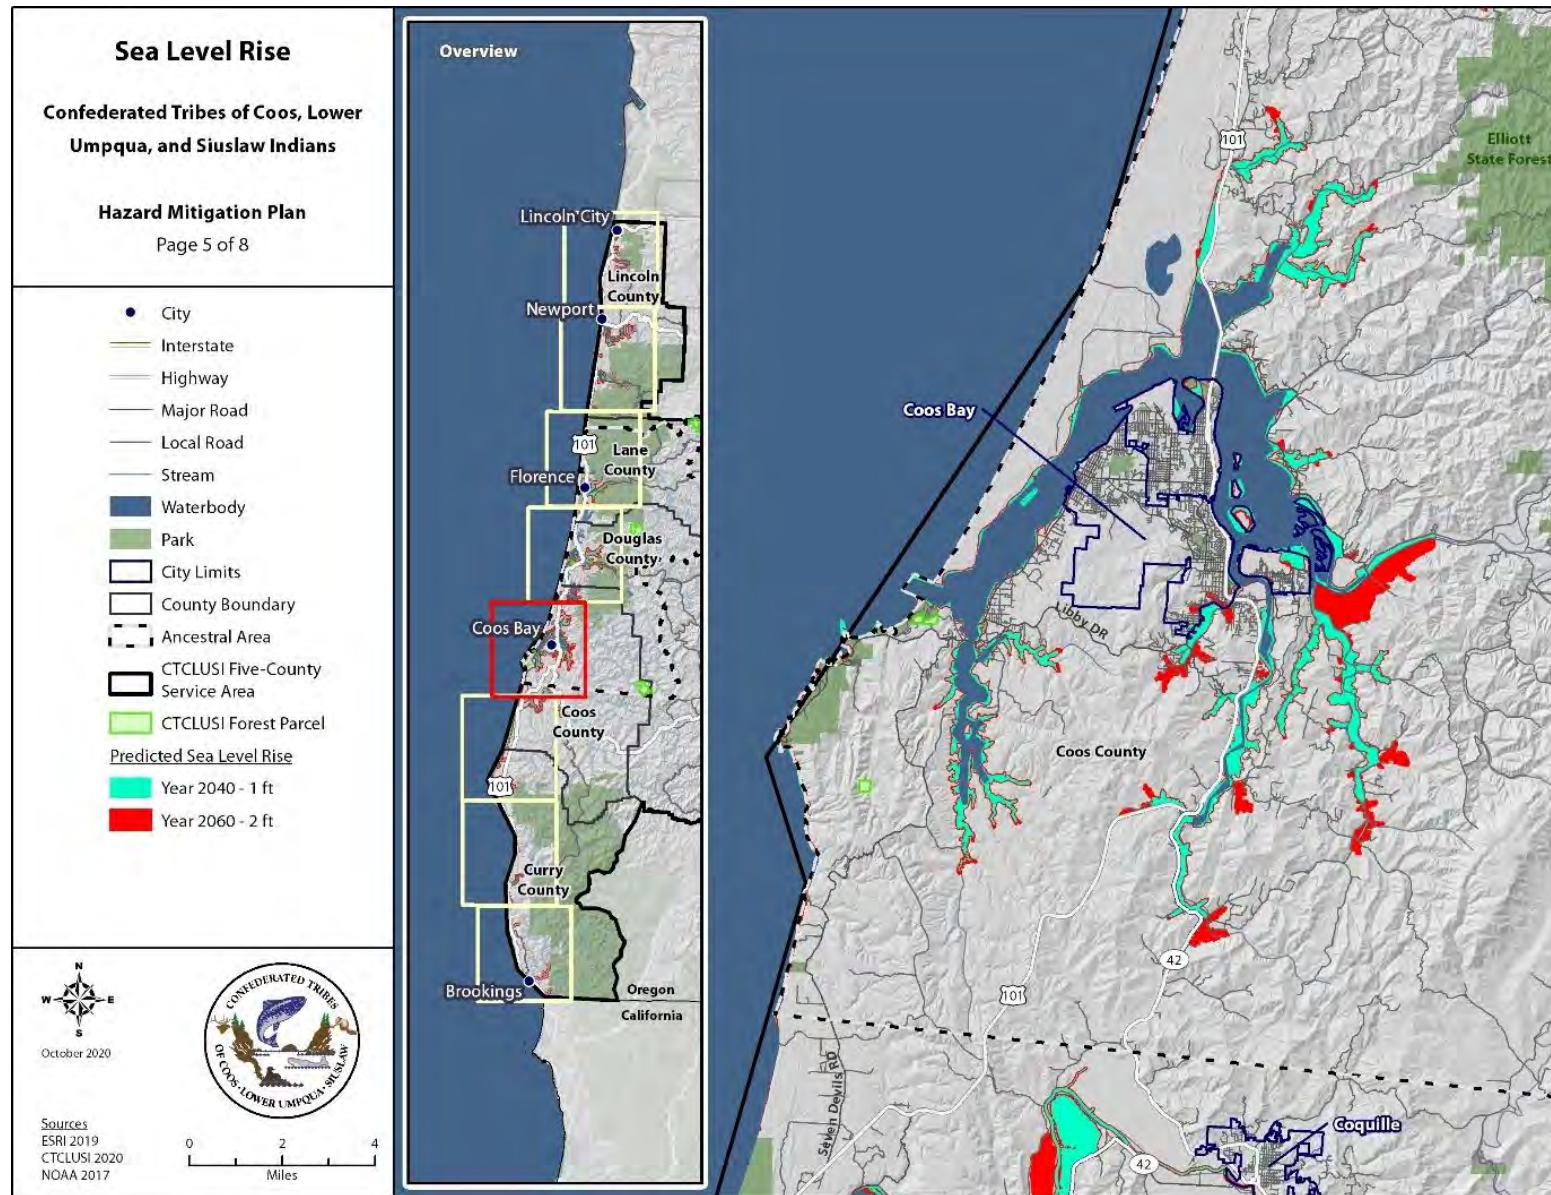 Sea Level Rise
Confederated Tribes of Coos, Lower
Umpqua, and Siuslaw Indians
Hazard Mitigation Plan
Page 5 of 8
City
Interstate
Highway
Major Road
Local Road
Stream
Waterbody
Park
City Limits
County Boundary
Ancestral Area
CTCLUSI Five-County
Service Area
CTCLUSI Forest Parcel
Predicted Sea Level Rise
Year 2040 - 1 ft
Year 2060 - 2 ft
N
W
E
S
October 2020
CONFEDERATED TRIBES
OF COOS · LOWER UMPQUA · SIUSLAW
Sources
ESRI 2019
CTCLUSI 2020
NOAA 2017
0 2 4
Miles
Overview
Lincoln City
Lincoln
County
Newport
101
Lane
County
Florence
Douglas
County
Coos Bay
Coos
County
101
Curry
County
Brookings
Oregon
California
101
Elliott
State Forest
Coos Bay
Libby DR
Coos County
42
101
Seven Devils RD
Coquille
42